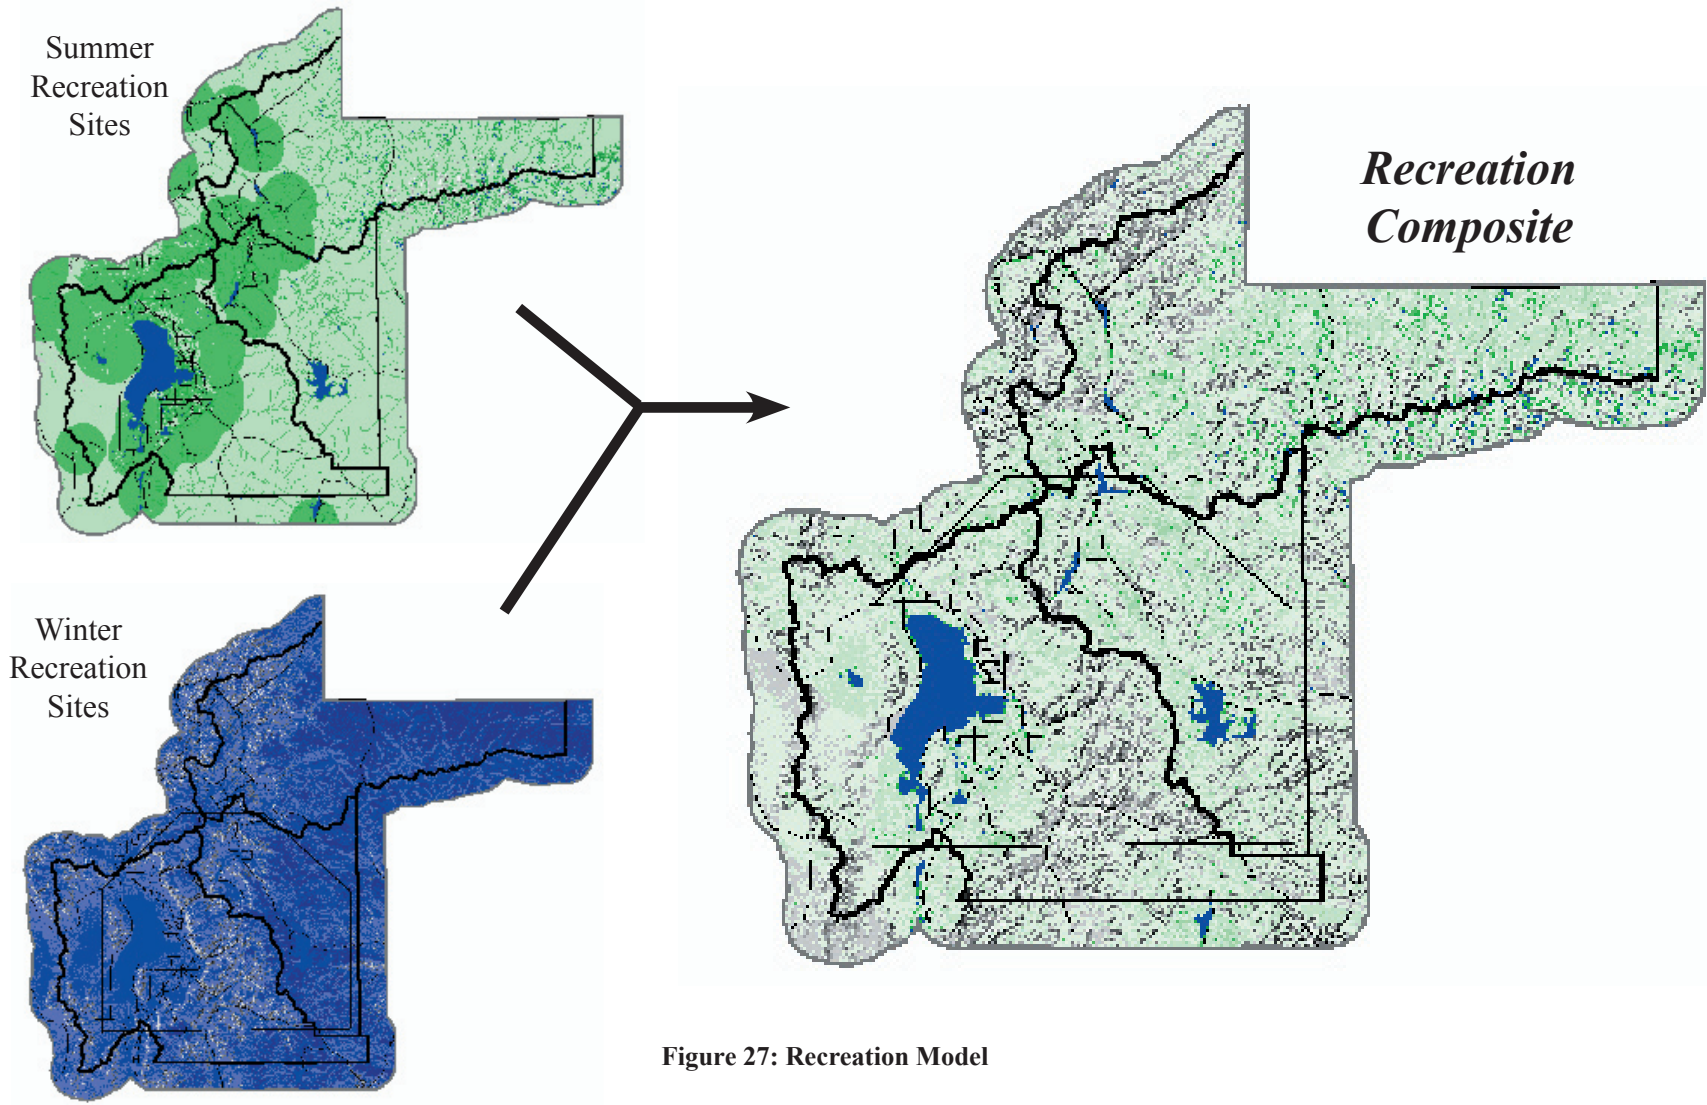 Summer
Recreation
Sites
Recreation
Composite
Winter
Recreation
Sites
Figure 27: Recreation Model